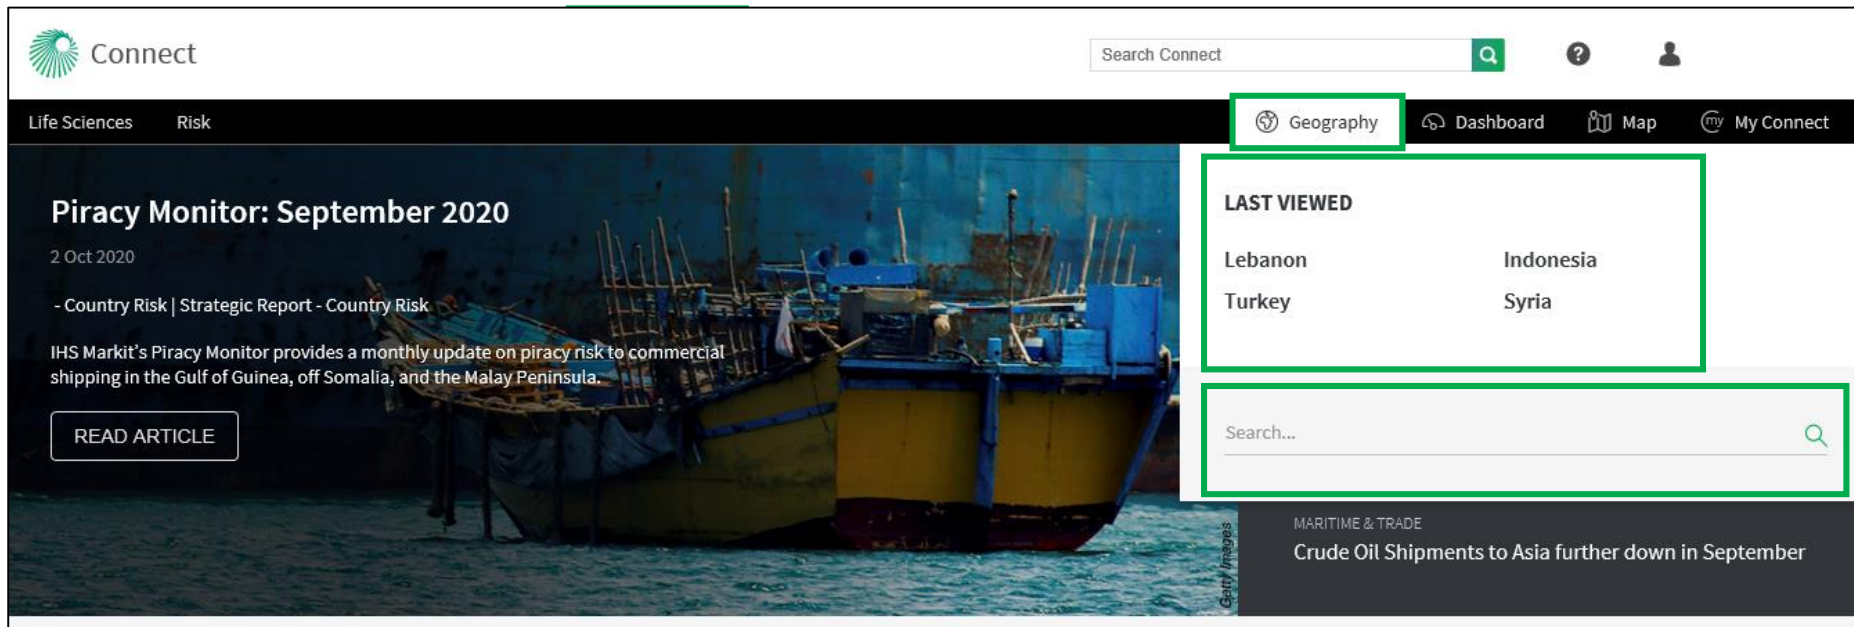 Connect
Search Connect
Life Sciences Risk
Geography Dashboard Map my My Connect
Piracy Monitor: September 2020
2 Oct 2020
- Country Risk | Strategic Report - Country Risk
IHS Markit's Piracy Monitor provides a monthly update on piracy risk to commercial
shipping in the Gulf of Guinea, off Somalia, and the Malay Peninsula.
READ ARTICLE
LAST VIEWED
Lebanon Indonesia
Turkey Syria
Search...
Getty Images
MARITIME & TRADE
Crude Oil Shipments to Asia further down in September